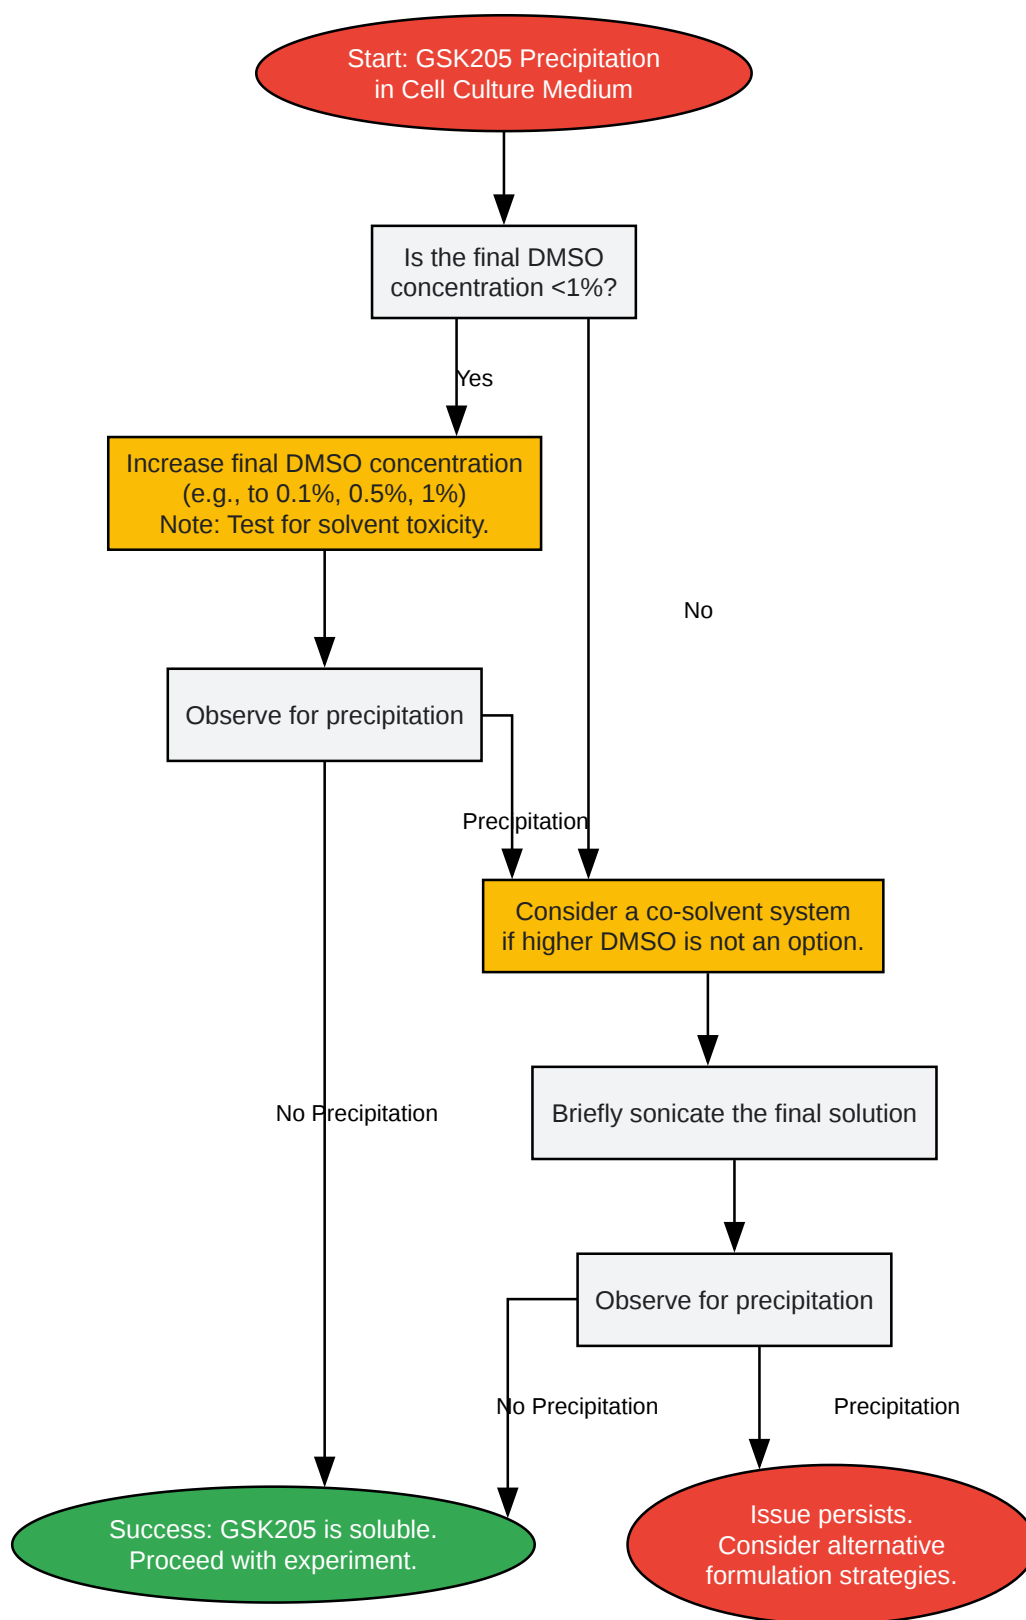 Start: GSK205 Precipitation
in Cell Culture Medium
Is the final DMSO
concentration <1%?
Yes
Increase final DMSO concentration
(e.g., to 0.1%, 0.5%, 1%)
Note: Test for solvent toxicity.
No
Observe for precipitation
Precipitation
Consider a co-solvent system
if higher DMSO is not an option.
Briefly sonicate the final solution
No Precipitation
Observe for precipitation
No Precipitation
Precipitation
Success: GSK205 is soluble.
Proceed with experiment.
Issue persists.
Consider alternative
formulation strategies.